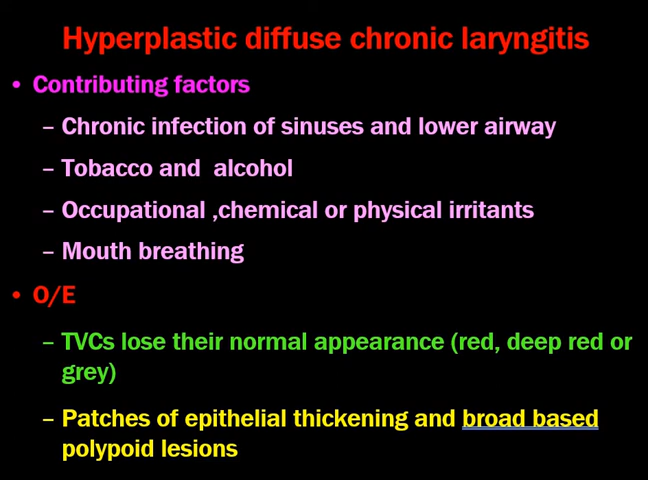 Hyperplastic diffuse chronic laryngitis
• Contributing factors
– Chronic infection of sinuses and lower airway
– Tobacco and  alcohol
– Occupational ,chemical or physical irritants
– Mouth breathing
• O/E
– TVCs lose their normal appearance (red, deep red or
grey)
– Patches of epithelial thickening and broad based
polypoid lesions